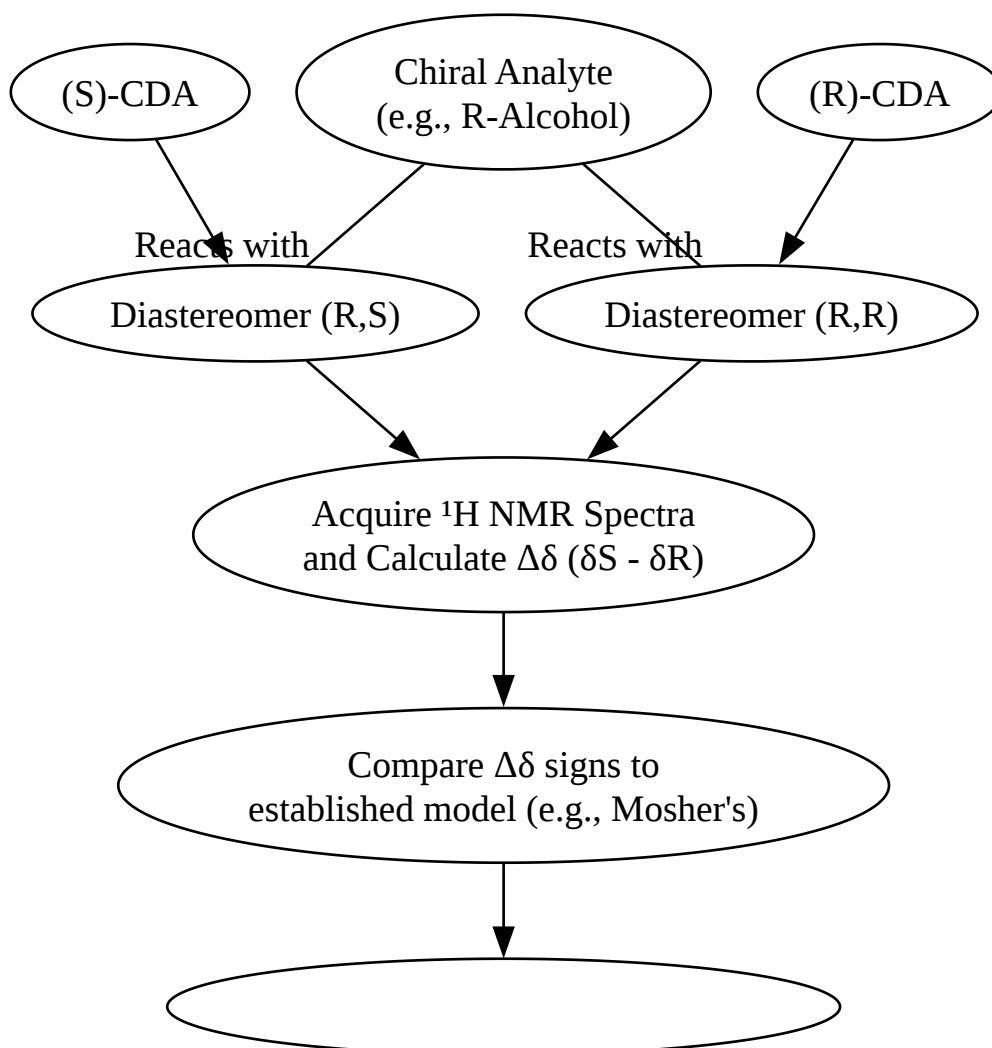 (S)-CDA
Chiral Analyte
(e.g., R-Alcohol)
(R)-CDA
Reacts with
Reacts with
Diastereomer (R,S)
Diastereomer (R,R)
Acquire ¹H NMR Spectra
and Calculate Δδ (δS - δR)
Compare Δδ signs to
established model (e.g., Mosher's)